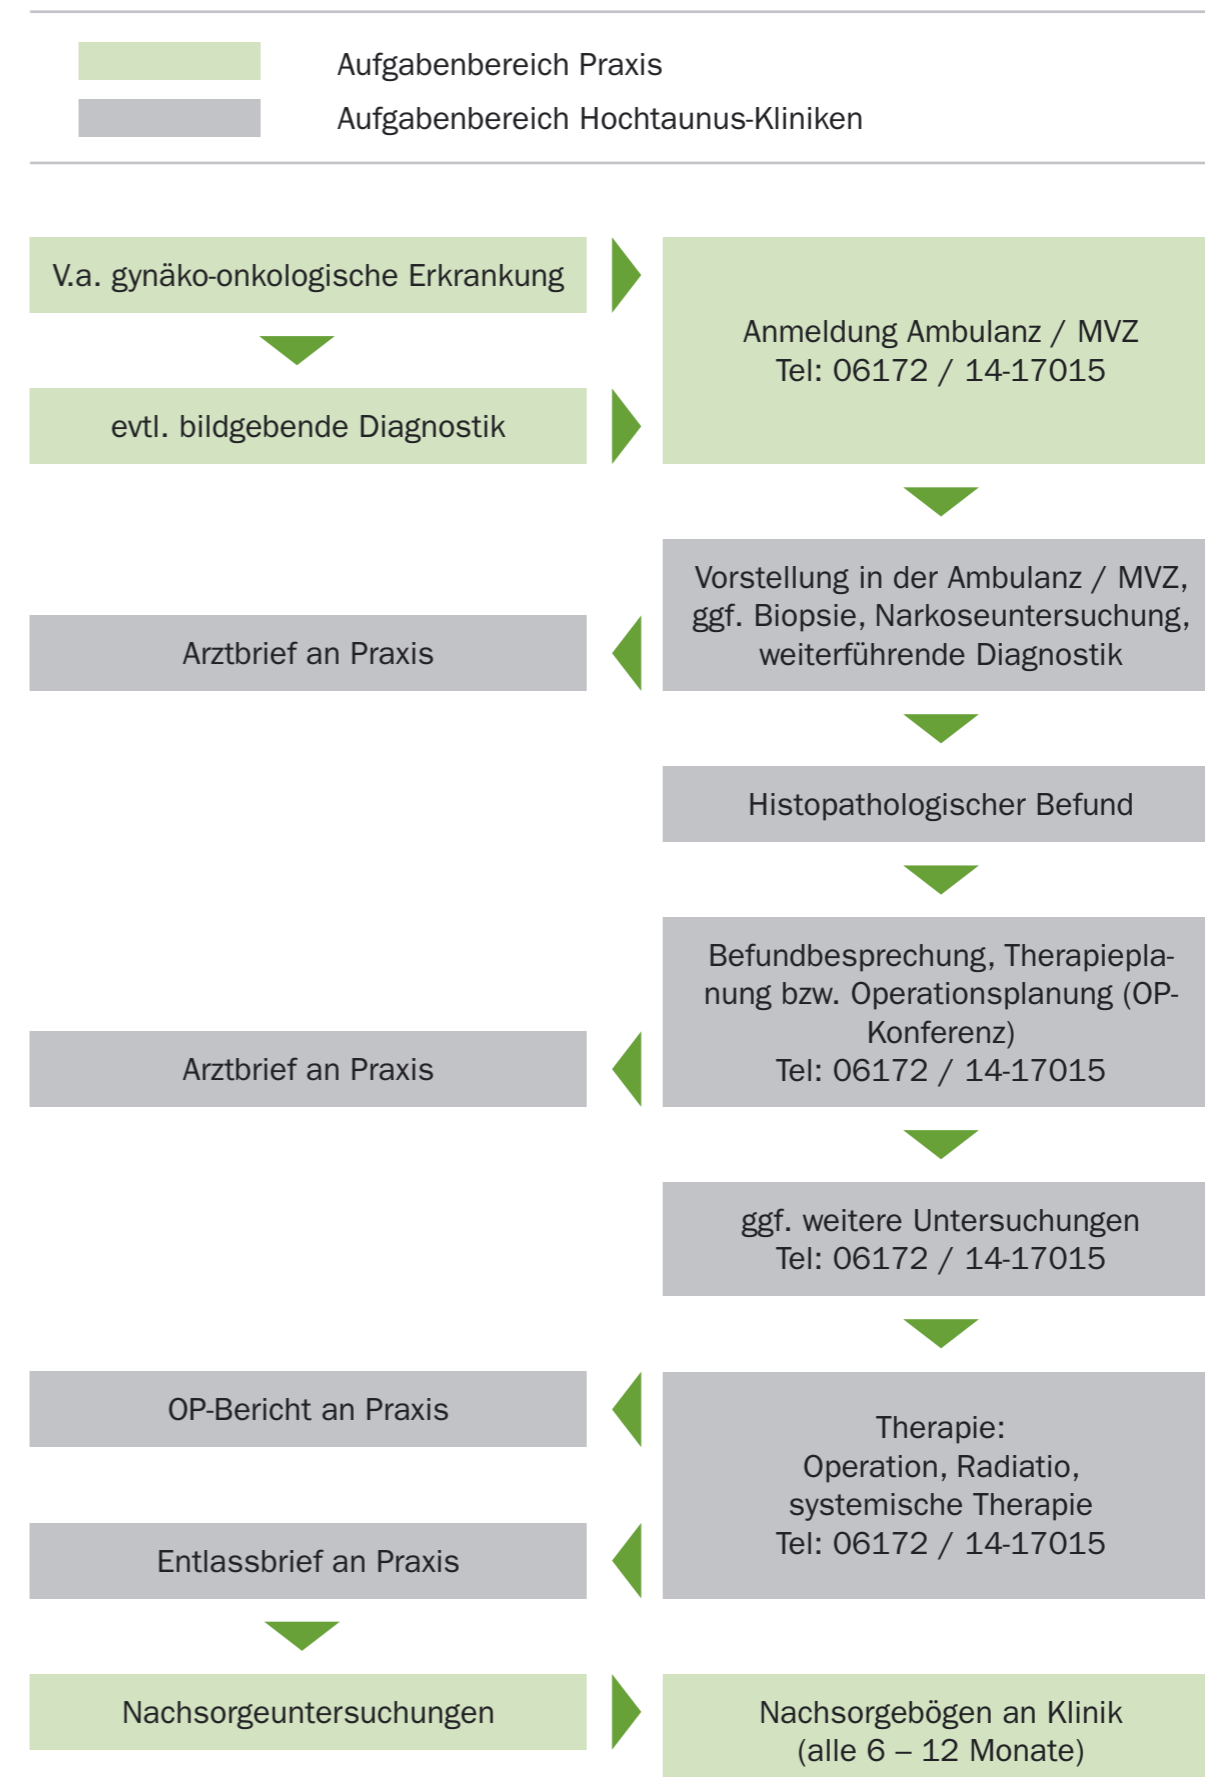 Aufgabenbereich Praxis
Aufgabenbereich Hochtaunus-Kliniken
V.a. gynäko-onkologische Erkrankung
evtl. bildgebende Diagnostik
Anmeldung Ambulanz / MVZ
Tel: 06172 / 14-17015
Vorstellung in der Ambulanz / MVZ,
ggf. Biopsie, Narkoseuntersuchung,
weiterführende Diagnostik
Arztbrief an Praxis
Histopathologischer Befund
Befundbesprechung, Therapiepla-
nung bzw. Operationsplanung (OP-
Konferenz)
Tel: 06172 / 14-17015
Arztbrief an Praxis
ggf. weitere Untersuchungen
Tel: 06172 / 14-17015
Therapie:
Operation, Radiatio,
systemische Therapie
Tel: 06172 / 14-17015
OP-Bericht an Praxis
Entlassbrief an Praxis
Nachsorgeuntersuchungen
Nachsorgebögen an Klinik
(alle 6 – 12 Monate)